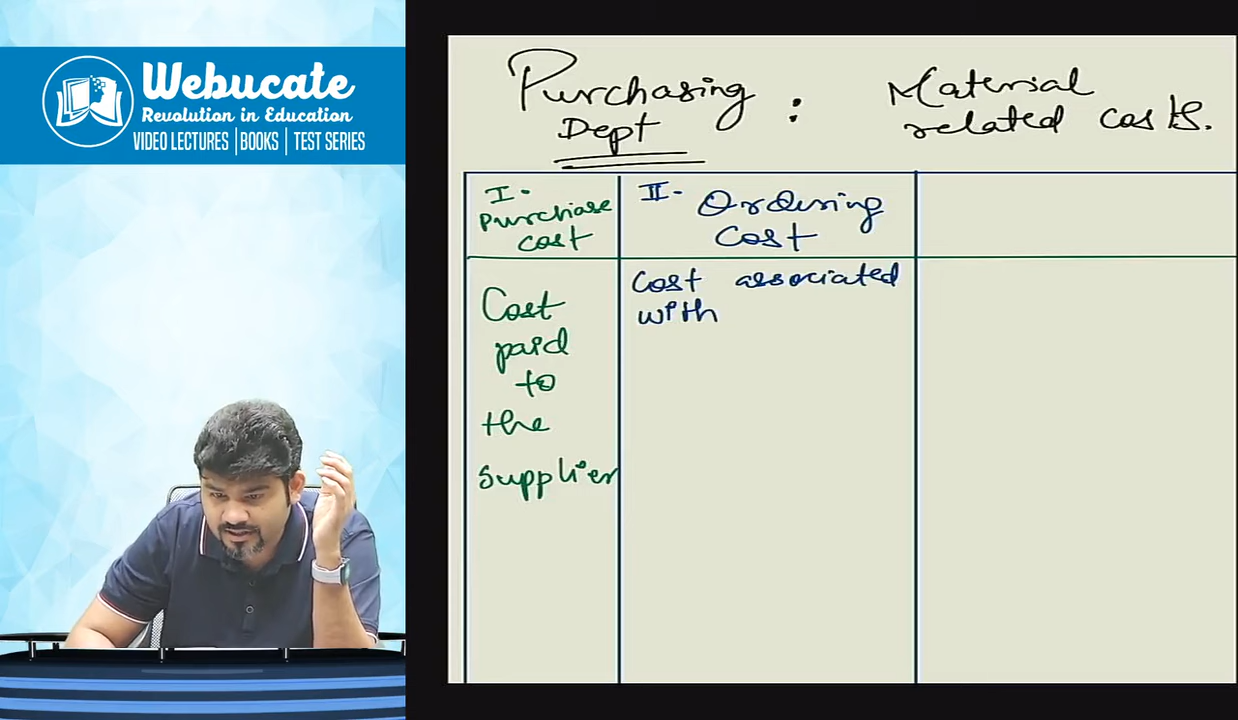 Webucate
Revolution in Education
VIDEO LECTURES | BOOKS | TEST SERIES
Purchasing : Material
Dept related costs.
I. Purchase cost
II. Ordering Cost
Cost paid to the supplier
Cost associated
with